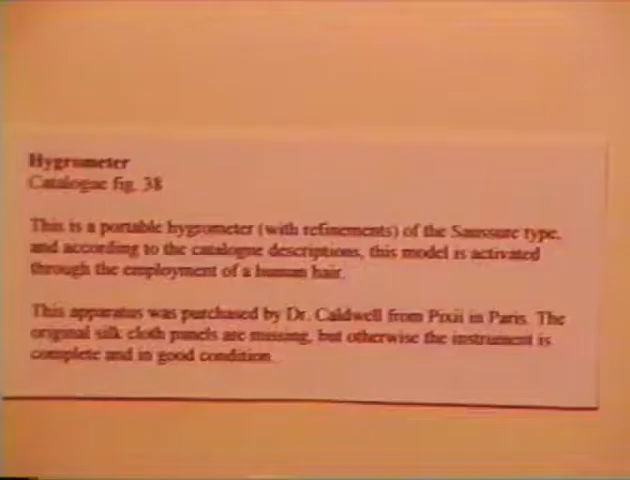 Hygrometer
Catalogue fig. 38
This is a portable hygrometer (with refinements) of the Saussure type,
and according to the catalogue descriptions, this model is activated
through the employment of a human hair.
This apparatus was purchased by Dr. Caldwell from Pixii in Paris. The
original silk cloth panels are missing, but otherwise the instrument is
complete and in good condition.